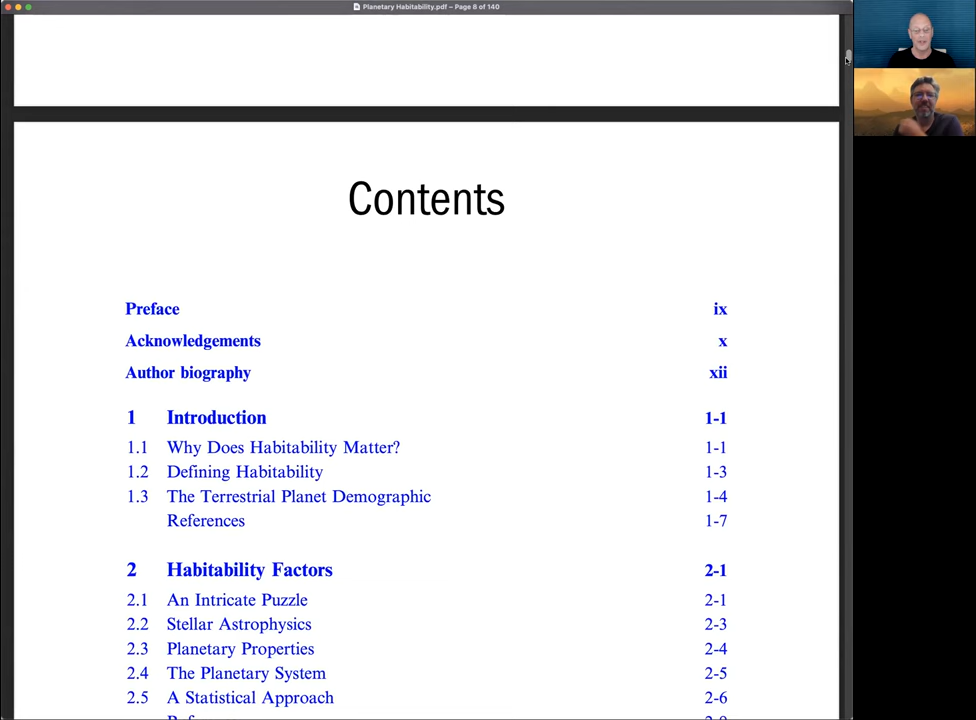 Planetary Habitability.pdf – Page 8 of 140
Contents
Preface ix
Acknowledgements x
Author biography xii
1 Introduction 1-1
1.1 Why Does Habitability Matter? 1-1
1.2 Defining Habitability 1-3
1.3 The Terrestrial Planet Demographic 1-4
References 1-7
2 Habitability Factors 2-1
2.1 An Intricate Puzzle 2-1
2.2 Stellar Astrophysics 2-3
2.3 Planetary Properties 2-4
2.4 The Planetary System 2-5
2.5 A Statistical Approach 2-6